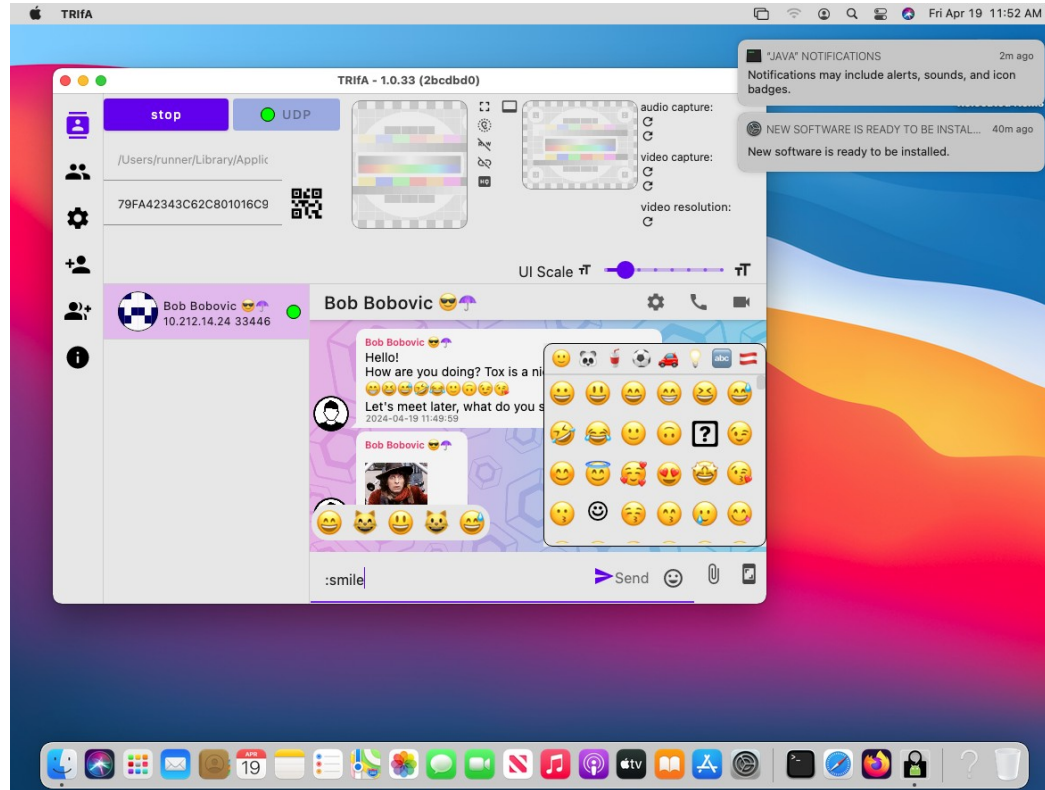 TRIfA
Fri Apr 19 11:52 AM
"JAVA" NOTIFICATIONS
2m ago
Notifications may include alerts, sounds, and icon
badges.
NEW SOFTWARE IS READY TO BE INSTAL...
40m ago
New software is ready to be installed.
TRIfA - 1.0.33 (2bcdbd0)
stop
UDP
/Users/runner/Library/Applic
79FA42343C62C801016C9
HQ
audio capture:
video capture:
video resolution:
UI Scale
Bob Bobovic 😎☂
10.212.14.24 33446
Bob Bobovic 😎☂
Bob Bobovic 😎☂
Hello!
How are you doing? Tox is a ni
😀😆😅🤣😂🙂🙃😉😘
Let's meet later, what do you s
2024-04-19 11:49:59
Bob Bobovic 😎☂
abc
:smile
Send
APR
19
tv